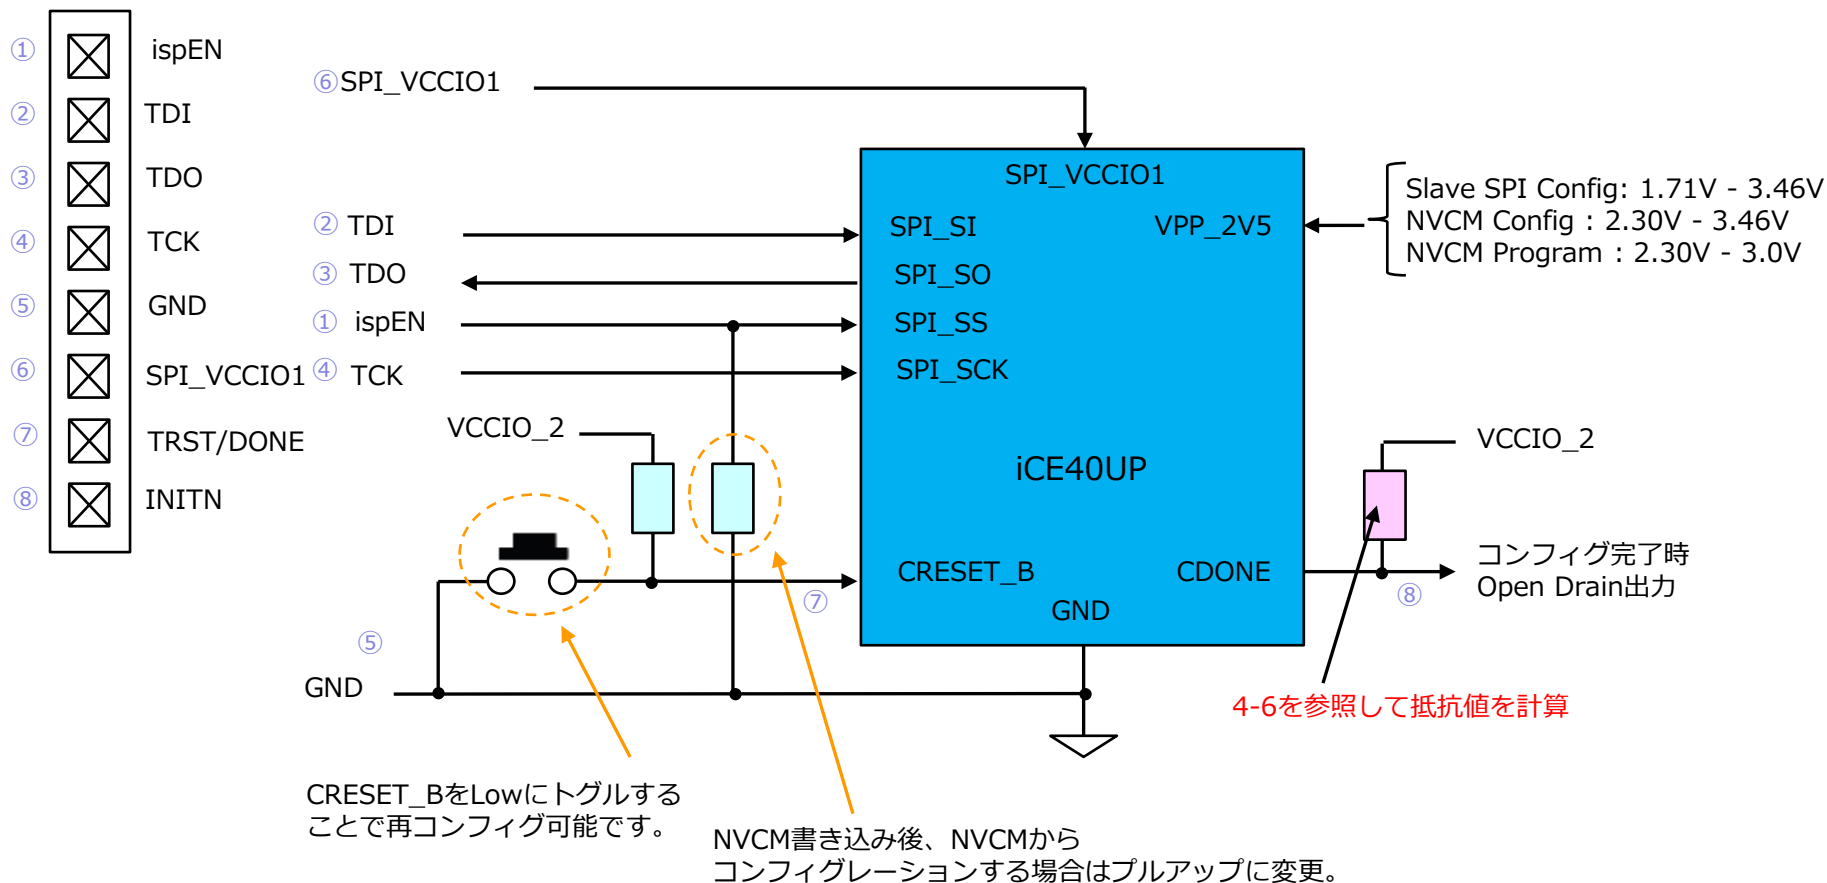 ① ispEN
② TDI
③ TDO
④ TCK
⑤ GND
⑥ SPI_VCCIO1
⑦ TRST/DONE
⑧ INITN
⑥SPI_VCCIO1
② TDI
③ TDO
① ispEN
④ TCK
VCCIO_2
⑦
⑤
GND
SPI_VCCIO1
SPI_SI
VPP_2V5
SPI_SO
SPI_SS
SPI_SCK
iCE40UP
CRESET_B
CDONE
GND
Slave SPI Config: 1.71V - 3.46V
NVCM Config : 2.30V - 3.46V
NVCM Program : 2.30V - 3.0V
VCCIO_2
コンフィグ完了時
Open Drain出力
⑧
4-6を参照して抵抗値を計算
CRESET_BをLowにトグルする
ことで再コンフィグ可能です。
NVCM書き込み後、NVCMから
コンフィグレーションする場合はプルアップに変更。